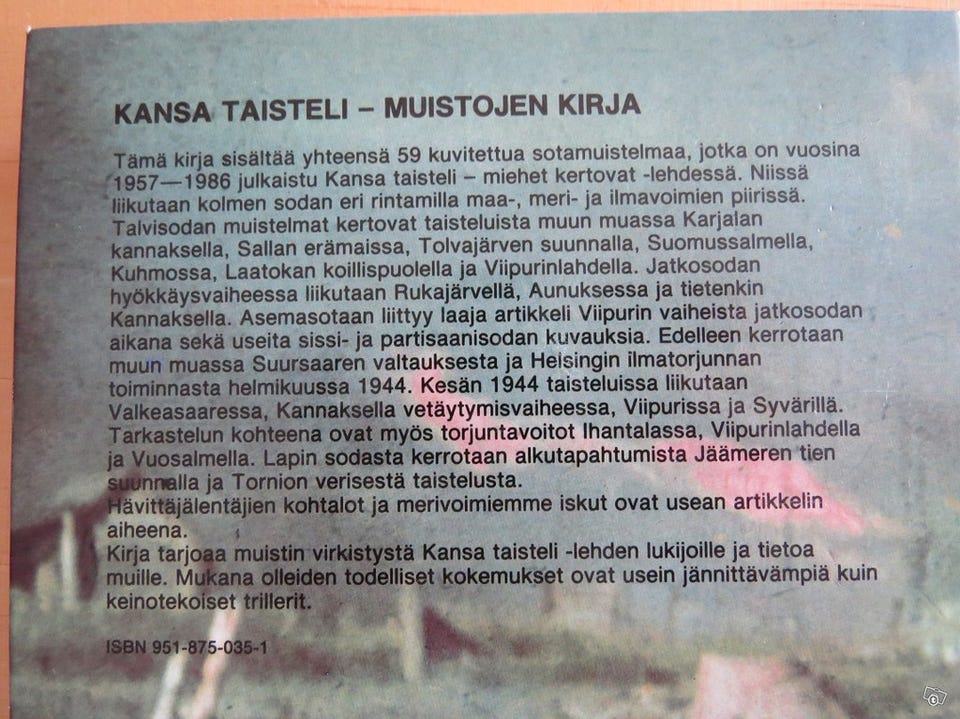 KANSA TAISTELI – MUISTOJEN KIRJA
Tämä kirja sisältää yhteensä 59 kuvitettua sotamuistelmaa, jotka on vuosina
1957—1986 julkaistu Kansa taisteli – miehet kertovat -lehdessä. Niissä
liikutaan kolmen sodan eri rintamilla maa-, meri- ja ilmavoimien piirissä.
Talvisodan muistelmat kertovat taisteluista muun muassa Karjalan
kannaksella, Sallan erämaissa, Tolvajärven suunnalla, Suomussalmella,
Kuhmossa, Laatokan koillispuolella ja Viipurinlahdella. Jatkosodan
hyökkäysvaiheessa liikutaan Rukajärvellä, Aunuksessa ja tietenkin
Kannaksella. Asemasotaan liittyy laaja artikkeli Viipurin vaiheista jatkosodan
aikana sekä useita sissi- ja partisaanisodan kuvauksia. Edelleen kerrotaan
muun muassa Suursaaren valtauksesta ja Helsingin ilmatorjunnan
toiminnasta helmikuussa 1944. Kesän 1944 taisteluissa liikutaan
Valkeasaaressa, Kannaksella vetäytymisvaiheessa, Viipurissa ja Syvärillä.
Tarkastelun kohteena ovat myös torjuntavoitot Ihantalassa, Viipurinlahdella
ja Vuosalmella. Lapin sodasta kerrotaan alkutapahtumista Jäämeren tien
suunnalla ja Tornion verisestä taistelusta.
Hävittäjälentäjien kohtalot ja merivoimiemme iskut ovat usean artikkelin
aiheena.
Kirja tarjoaa muistin virkistystä Kansa taisteli -lehden lukijoille ja tietoa
muille. Mukana olleiden todelliset kokemukset ovat usein jännittävämpiä kuin
keinotekoiset trillerit.
ISBN 951-875-035-1